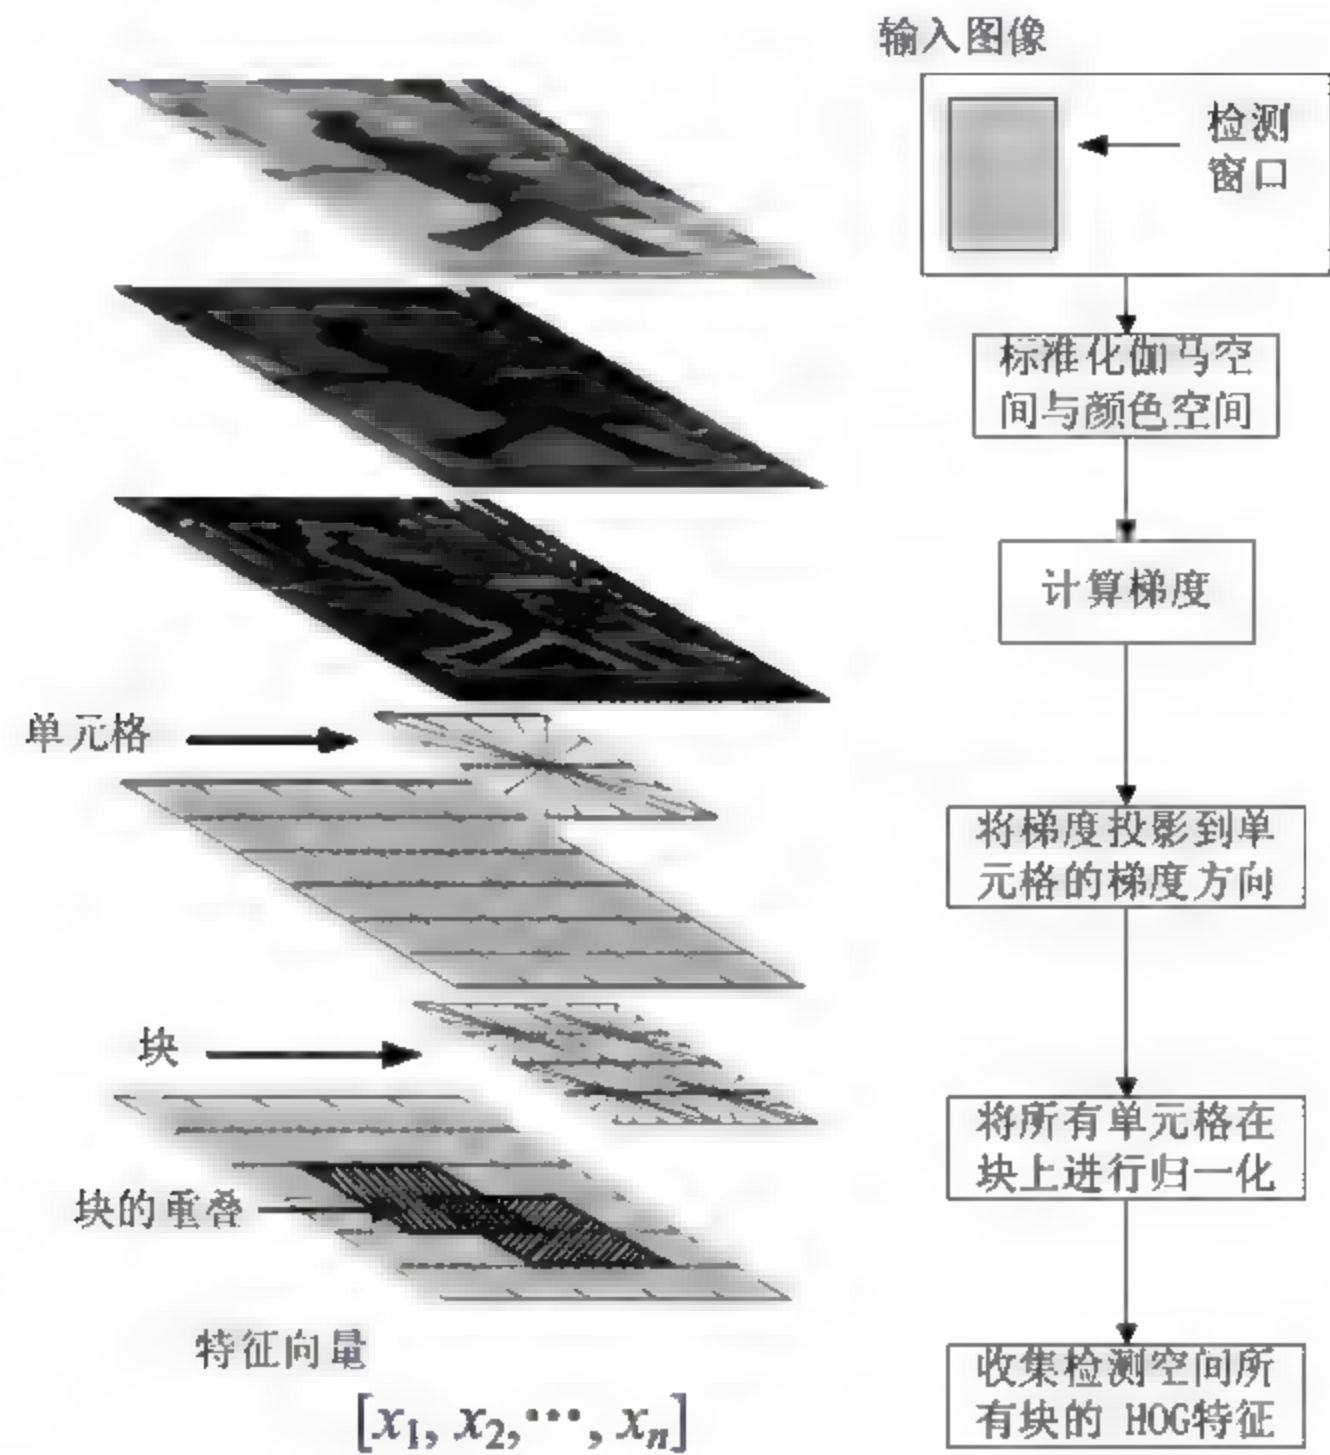 输入图像
检测
窗口
标准化伽马空
间与颜色空间
计算梯度
单元格
将梯度投影到单
元格的梯度方向
块
将所有单元格在
块上进行归一化
块的重叠
特征向量
收集检测空间所
有块的 HOG特征
[x₁, x₂,···, xₙ]